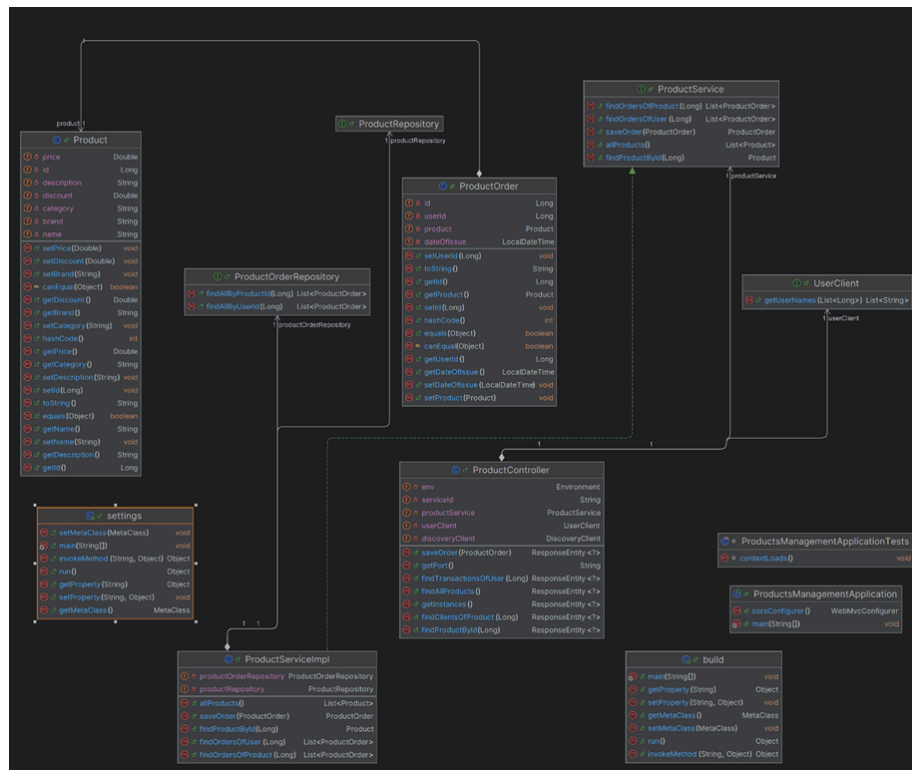 1
product 1
Product
price Double
id Long
description String
discount Double
category String
brand String
name String
setPrice(Double) void
setDiscount(Double) void
setBrand(String) void
canEqual(Object) boolean
getDiscount() Double
getBrand() String
setCategory(String) void
hashCode() int
getPrice() Double
getCategory() String
setDescription(String) void
setId(Long) void
toString() String
equals(Object) boolean
getName() String
setName(String) void
getDescription() String
getId() Long
ProductRepository
1 productRepository
ProductService
findOrdersOfProduct(Long) List<ProductOrder>
findOrdersOfUser(Long) List<ProductOrder>
saveOrder(ProductOrder) ProductOrder
allProducts() List<Product>
findProductById(Long) Product
1 productService
ProductOrder
id Long
userId Long
product Product
dateOfIssue LocalDateTime
setUserId(Long) void
toString() String
getId() Long
getProduct() Product
setId(Long) void
hashCode() int
equals(Object) boolean
canEqual(Object) boolean
getUserId() Long
getDateOfIssue() LocalDateTime
setDateOfIssue(LocalDateTime) void
setProduct(Product) void
ProductOrderRepository
findAllByProductId(Long) List<ProductOrder>
findAllByUserId(Long) List<ProductOrder>
1 productOrderRepository
UserClient
getUserNames(List<Long>) List<String>
1 userClient
1
1
ProductController
env Environment
serviceId String
productService ProductService
userClient UserClient
discoveryClient DiscoveryClient
saveOrder(ProductOrder) ResponseEntity<?>
getPort() String
findTransactionsOfUser(Long) ResponseEntity<?>
findAllProducts() ResponseEntity<?>
getInstances() ResponseEntity<?>
findClientsOfProduct(Long) ResponseEntity<?>
findProductById(Long) ResponseEntity<?>
settings
setMetaClass(MetaClass) void
main(String[]) void
invokeMethod(String, Object) Object
run() Object
getProperty(String) Object
setProperty(String, Object) void
getMetaClass() MetaClass
ProductsManagementApplicationTests
contextLoads() void
ProductsManagementApplication
corsConfigurer() WebMvcConfigurer
main(String[]) void
1 1
ProductServiceImpl
productOrderRepository ProductOrderRepository
productRepository ProductRepository
allProducts() List<Product>
saveOrder(ProductOrder) ProductOrder
findProductById(Long) Product
findOrdersOfUser(Long) List<ProductOrder>
findOrdersOfProduct(Long) List<ProductOrder>
build
main(String[]) void
getProperty(String) Object
setProperty(String, Object) void
getMetaClass() MetaClass
setMetaClass(MetaClass) void
run() Object
invokeMethod(String, Object) Object